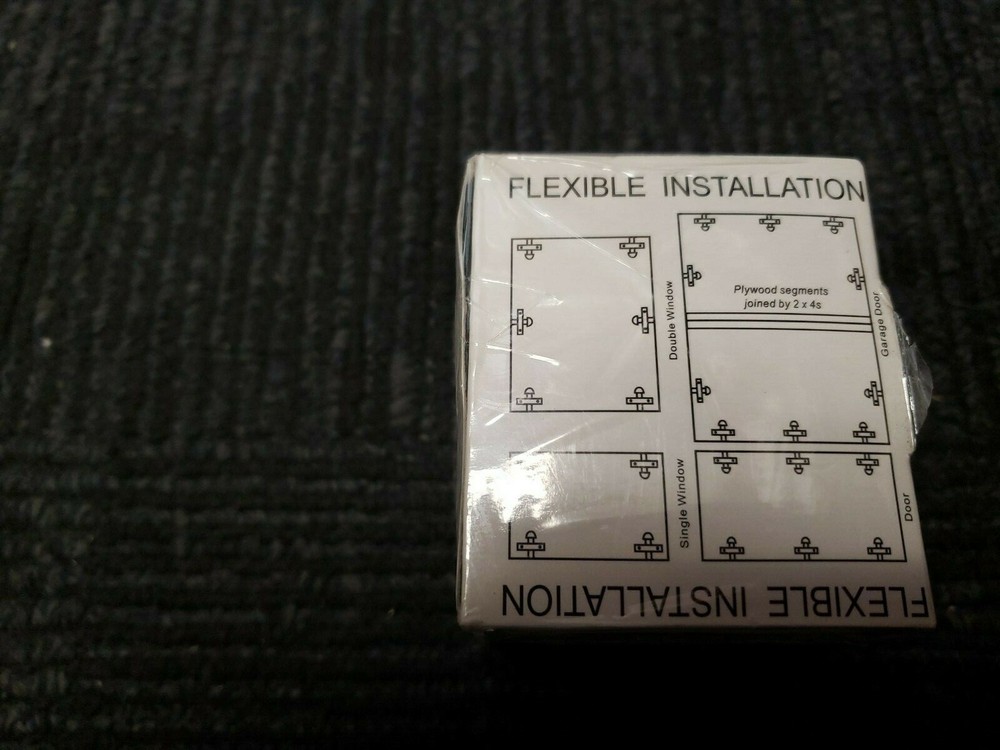 FLEXIBLE INSTALLATION
Double Window
Plywood segments
joined by 2 x 4s
Garage Door
Single Window
Door
FLEXIBLE INSTALLATION